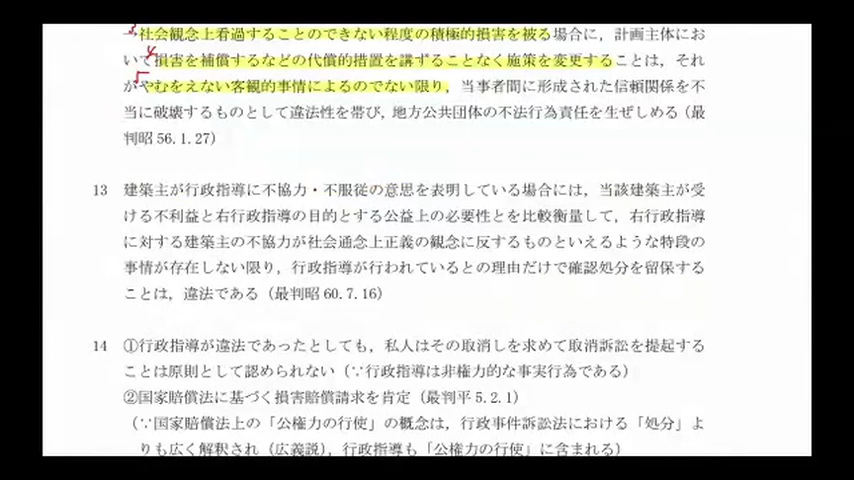 社会観念上看過することのできない程度の積極的損害を被る場合に，計画主体にお
いて損害を補償するなどの代償的措置を講ずることなく施策を変更することは，それ
がやむをえない客観的事情によるのでない限り，当事者間に形成された信頼関係を不
当に破壊するものとして違法性を帯び，地方公共団体の不法行為責任を生ぜしめる（最
判昭 56.1.27）
13 建築主が行政指導に不協力・不服従の意思を表明している場合には，当該建築主が受
ける不利益と右行政指導の目的とする公益上の必要性とを比較衡量して，右行政指導
に対する建築主の不協力が社会通念上正義の観念に反するものといえるような特段の
事情が存在しない限り，行政指導が行われているとの理由だけで確認処分を留保する
ことは，違法である（最判昭 60.7.16）
14 ①行政指導が違法であったとしても，私人はその取消しを求めて取消訴訟を提起する
ことは原則として認められない（∵行政指導は非権力的な事実行為である）
②国家賠償法に基づく損害賠償請求を肯定（最判平 5.2.1）
（∵国家賠償法上の「公権力の行使」の概念は，行政事件訴訟法における「処分」よ
りも広く解釈され（広義説），行政指導も「公権力の行使」に含まれる）